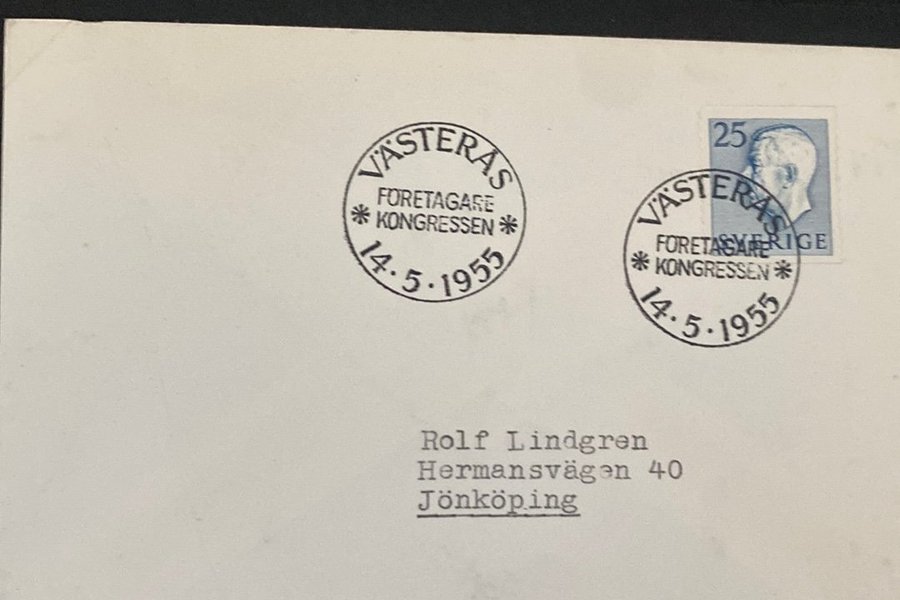 VÄSTERÅS
FÖRETAGARE
* KONGRESSEN *
14.5.1955
25
SVERIGE
VÄSTERÅS
FÖRETAGARE
* KONGRESSEN *
14.5.1955
Rolf Lindgren
Hermansvägen 40
Jönköping